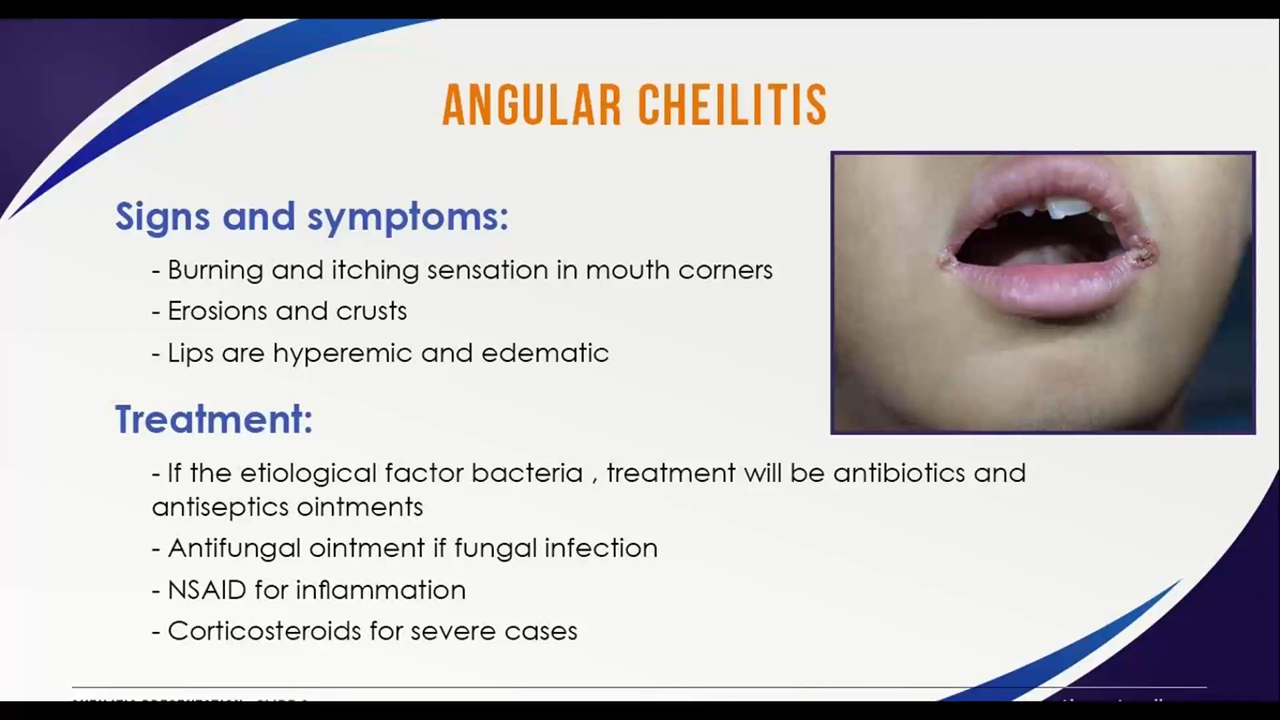 ANGULAR CHEILITIS
Signs and symptoms:
- Burning and itching sensation in mouth corners
- Erosions and crusts
- Lips are hyperemic and edematic
Treatment:
- If the etiological factor bacteria , treatment will be antibiotics and
antiseptics ointments
- Antifungal ointment if fungal infection
- NSAID for inflammation
- Corticosteroids for severe cases